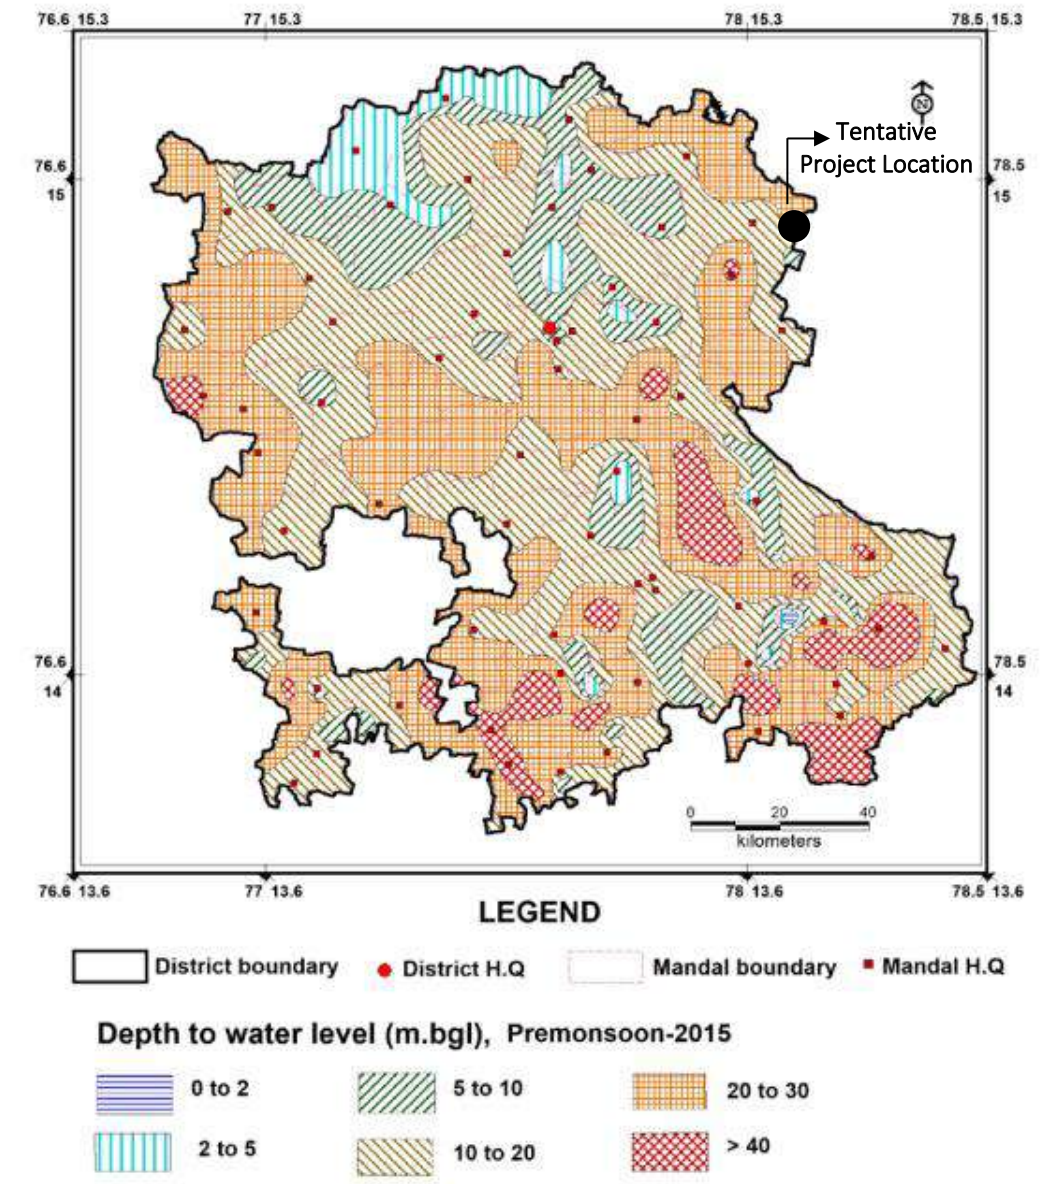 76.6 15.3 77 15.3 78 15.3 78.5 15.3
N
Tentative
Project Location
76.6 78.5
15 15
76.6 78.5
14 14
0 20 40
kilometers
76.6 13.6 77 13.6 78 13.6 78.5 13.6
LEGEND
District boundary District H.Q Mandal boundary Mandal H.Q
Depth to water level (m.bgl), Premonsoon-2015
0 to 2 5 to 10 20 to 30
2 to 5 10 to 20 > 40